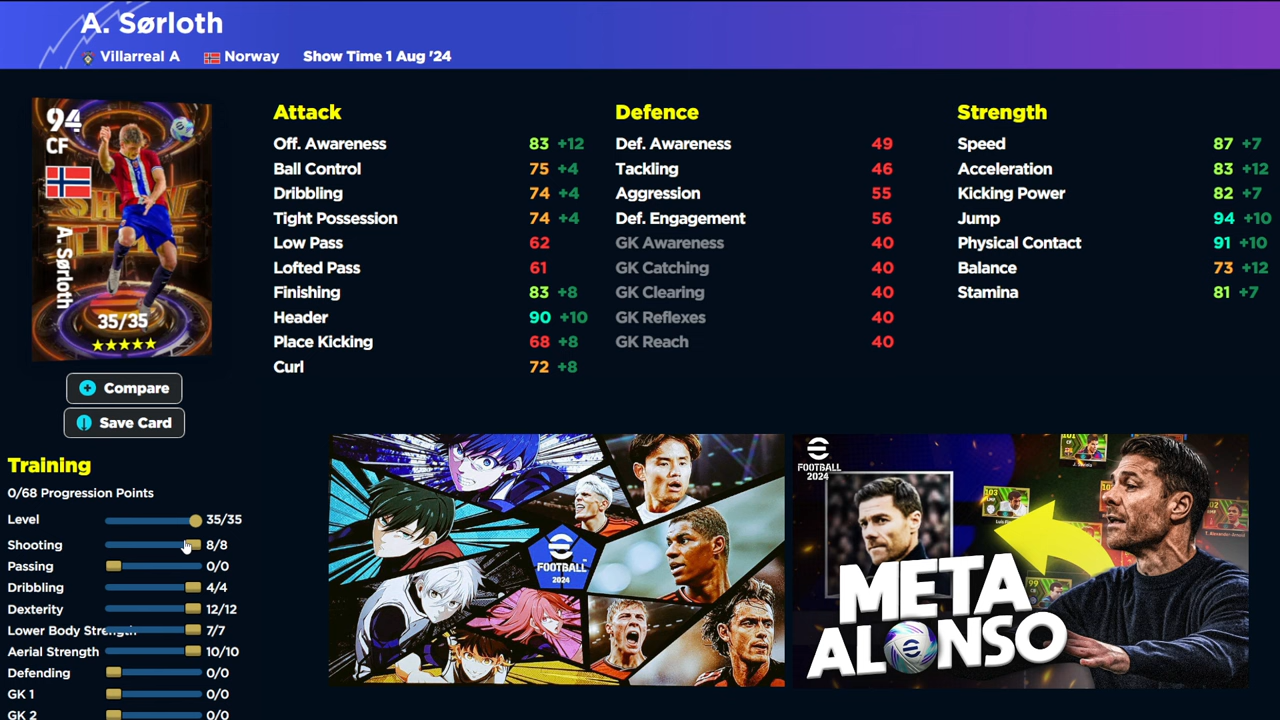 A. Sørloth
Villarreal A Norway Show Time 1 Aug '24
94
CF
SHOW
TIME
A. Sørloth
35/35
★★★★★
Compare
Save Card
Attack
Off. Awareness 83 +12
Ball Control 75 +4
Dribbling 74 +4
Tight Possession 74 +4
Low Pass 62
Lofted Pass 61
Finishing 83 +8
Header 90 +10
Place Kicking 68 +8
Curl 72 +8
Defence
Def. Awareness 49
Tackling 46
Aggression 55
Def. Engagement 56
GK Awareness 40
GK Catching 40
GK Clearing 40
GK Reflexes 40
GK Reach 40
Strength
Speed 87 +7
Acceleration 83 +12
Kicking Power 82 +7
Jump 94 +10
Physical Contact 91 +10
Balance 73 +12
Stamina 81 +7
Training
0/68 Progression Points
Level 35/35
Shooting 8/8
Passing 0/0
Dribbling 4/4
Dexterity 12/12
Lower Body Strength 7/7
Aerial Strength 10/10
Defending 0/0
GK 1 0/0
GK 2 0/0
FOOTBALL
2024
FOOTBALL
2024
103
99
META
ALONSO